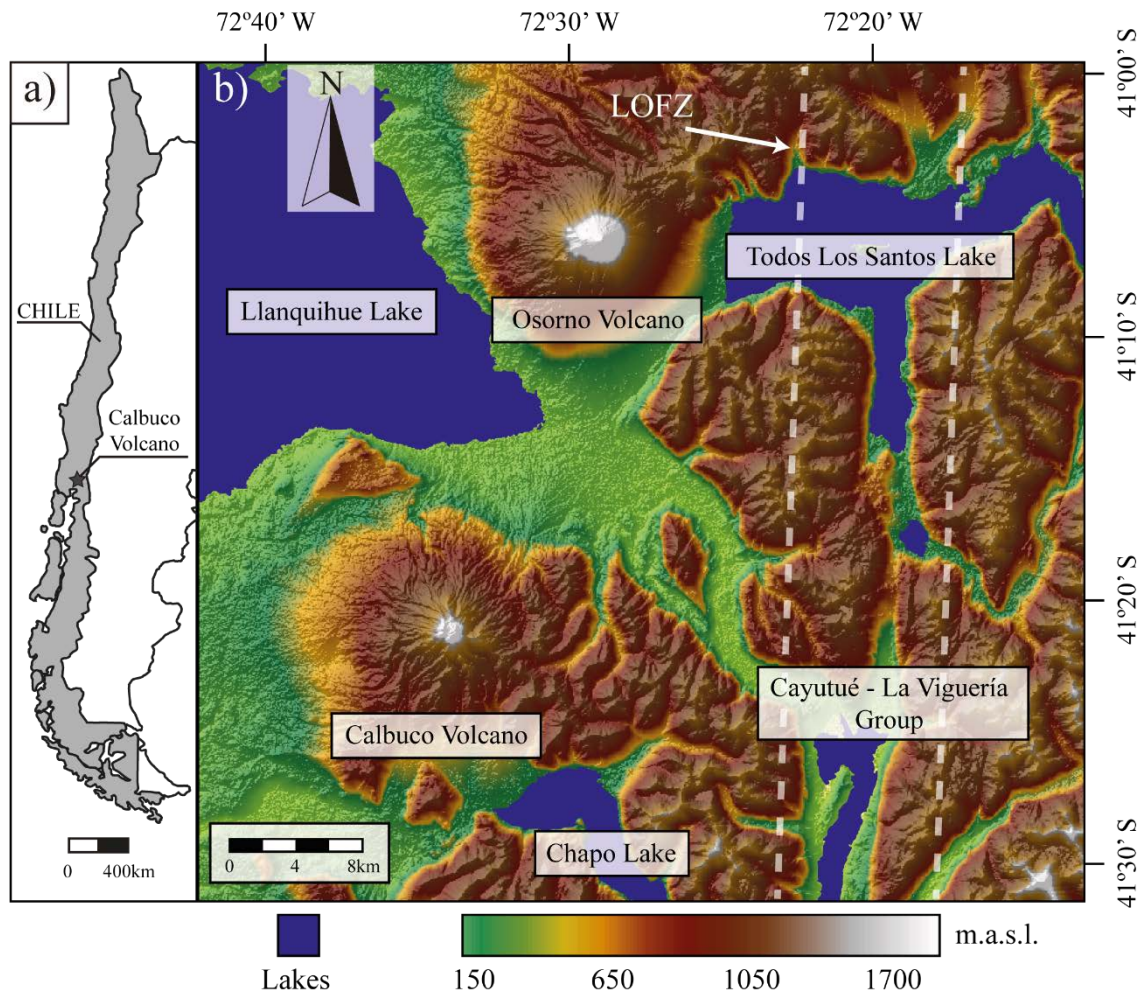 72º40’ W
72º30’ W
72º20’ W
a)
b)
N
LOFZ
41º00’ S
Todos Los Santos Lake
Llanquihue Lake
Osorno Volcano
CHILE
41º10’ S
Calbuco
Volcano
41º20’ S
Cayutué - La Viguería
Group
Calbuco Volcano
Chapo Lake
41º30’ S
0 4 8km
0 400km
Lakes
150 650 1050 1700
m.a.s.l.